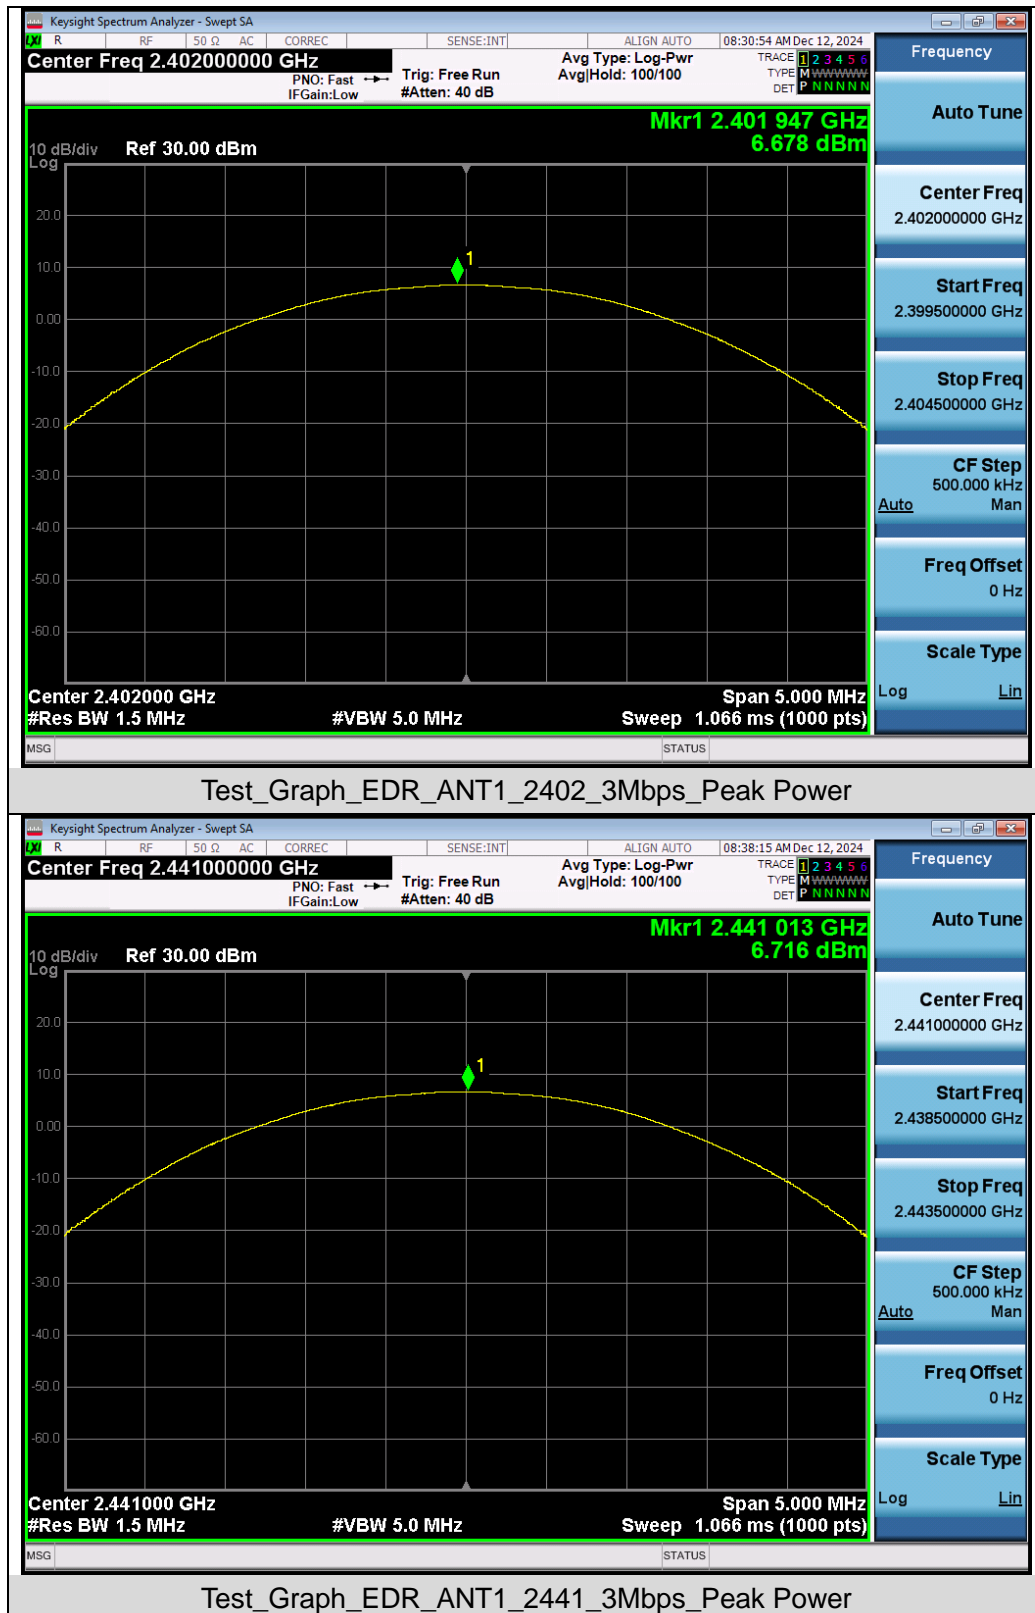 Keysight Spectrum Analyzer - Swept SA
LXI R RF 50 Ω AC CORREC SENSE:INT ALIGN AUTO 08:30:54 AM Dec 12, 2024
Center Freq 2.402000000 GHz
PNO: Fast
IFGain:Low
Trig: Free Run
#Atten: 40 dB
Avg Type: Log-Pwr
Avg|Hold: 100/100
TRACE 1 2 3 4 5 6
TYPE M W W W W W
DET P N N N N N
Mkr1 2.401 947 GHz
6.678 dBm
10 dB/div Ref 30.00 dBm
Log
20.0
1
10.0
0.00
-10.0
-20.0
-30.0
-40.0
-50.0
-60.0
Center 2.402000 GHz Span 5.000 MHz
#Res BW 1.5 MHz #VBW 5.0 MHz Sweep 1.066 ms (1000 pts)
MSG STATUS
Frequency
Auto Tune
Center Freq
2.402000000 GHz
Start Freq
2.399500000 GHz
Stop Freq
2.404500000 GHz
CF Step
500.000 kHz
Auto Man
Freq Offset
0 Hz
Scale Type
Log Lin
Test_Graph_EDR_ANT1_2402_3Mbps_Peak Power
Keysight Spectrum Analyzer - Swept SA
LXI R RF 50 Ω AC CORREC SENSE:INT ALIGN AUTO 08:38:15 AM Dec 12, 2024
Center Freq 2.441000000 GHz
PNO: Fast
IFGain:Low
Trig: Free Run
#Atten: 40 dB
Avg Type: Log-Pwr
Avg|Hold: 100/100
TRACE 1 2 3 4 5 6
TYPE M W W W W W
DET P N N N N N
Mkr1 2.441 013 GHz
6.716 dBm
10 dB/div Ref 30.00 dBm
Log
20.0
1
10.0
0.00
-10.0
-20.0
-30.0
-40.0
-50.0
-60.0
Center 2.441000 GHz Span 5.000 MHz
#Res BW 1.5 MHz #VBW 5.0 MHz Sweep 1.066 ms (1000 pts)
MSG STATUS
Frequency
Auto Tune
Center Freq
2.441000000 GHz
Start Freq
2.438500000 GHz
Stop Freq
2.443500000 GHz
CF Step
500.000 kHz
Auto Man
Freq Offset
0 Hz
Scale Type
Log Lin
Test_Graph_EDR_ANT1_2441_3Mbps_Peak Power